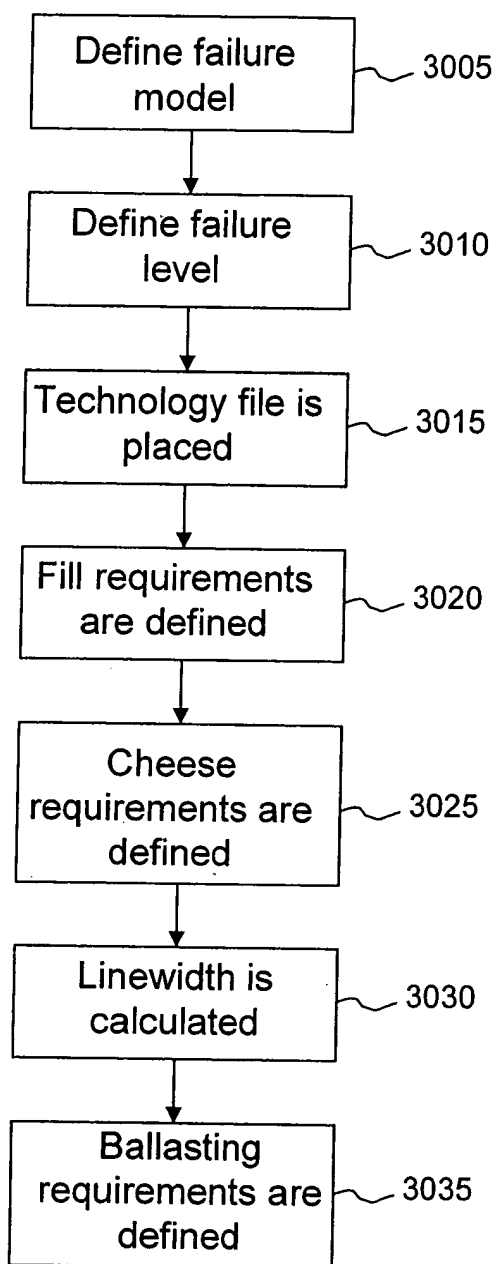 Define failure
model
3005
Define failure
level
3010
Technology file is
placed
3015
Fill requirements
are defined
3020
Cheese
requirements are
defined
3025
Linewidth is
calculated
3030
Ballasting
requirements are
defined
3035